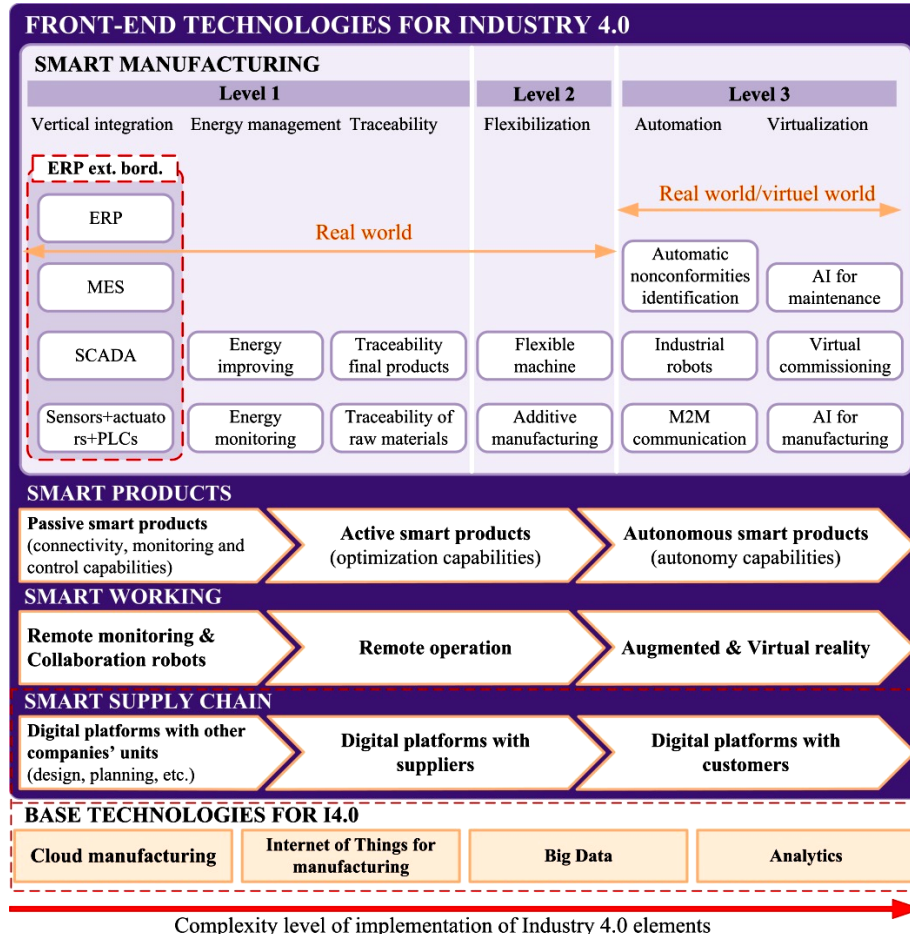 FRONT-END TECHNOLOGIES FOR INDUSTRY 4.0
SMART MANUFACTURING
Level 1
Level 2
Level 3
Vertical integration
Energy management
Traceability
Flexibilization
Automation
Virtualization
ERP ext. bord.
ERP
MES
SCADA
Sensors+actuato
rs+PLCs
Real world
Real world/virtuel world
Energy
improving
Energy
monitoring
Traceability
final products
Traceability of
raw materials
Flexible
machine
Additive
manufacturing
Automatic
nonconformities
identification
Industrial
robots
M2M
communication
AI for
maintenance
Virtual
commissioning
AI for
manufacturing
SMART PRODUCTS
Passive smart products
(connectivity, monitoring and
control capabilities)
Active smart products
(optimization capabilities)
Autonomous smart products
(autonomy capabilities)
SMART WORKING
Remote monitoring &
Collaboration robots
Remote operation
Augmented & Virtual reality
SMART SUPPLY CHAIN
Digital platforms with other
companies’ units
(design, planning, etc.)
Digital platforms with
suppliers
Digital platforms with
customers
BASE TECHNOLOGIES FOR I4.0
Cloud manufacturing
Internet of Things for
manufacturing
Big Data
Analytics
Complexity level of implementation of Industry 4.0 elements